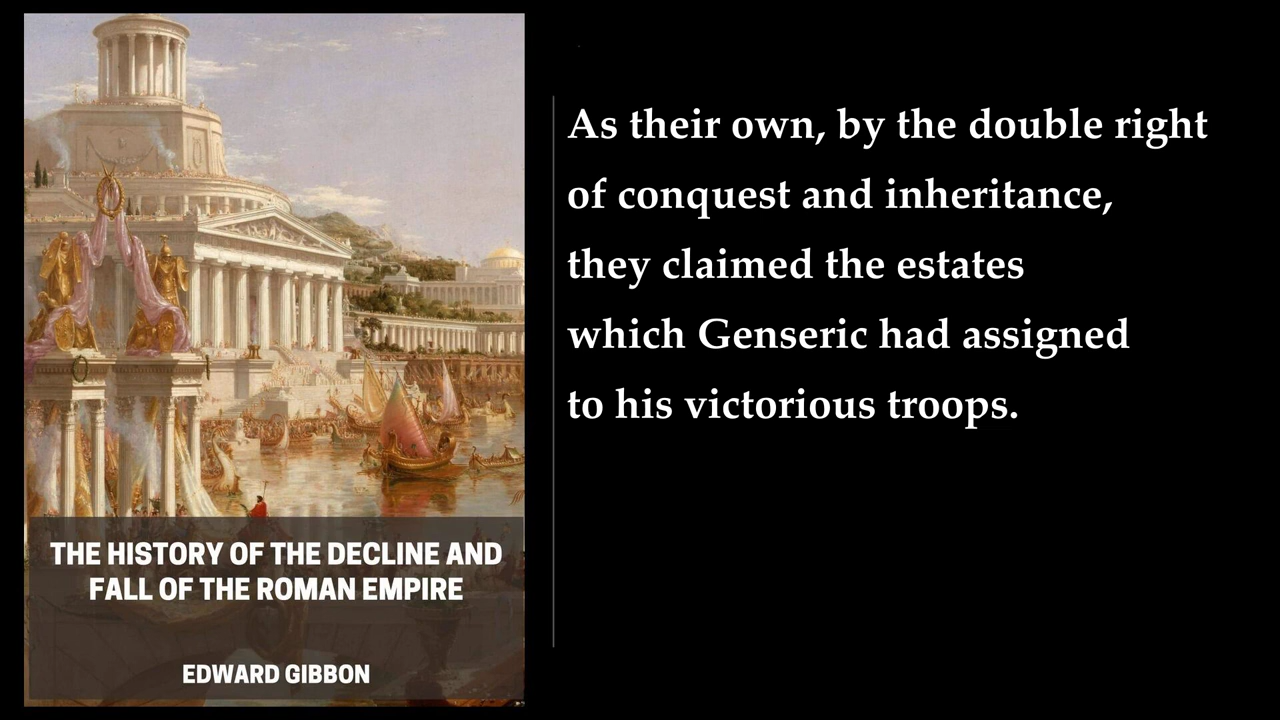 As their own, by the double right
of conquest and inheritance,
they claimed the estates
which Genseric had assigned
to his victorious troops.
THE HISTORY OF THE DECLINE AND
FALL OF THE ROMAN EMPIRE
EDWARD GIBBON